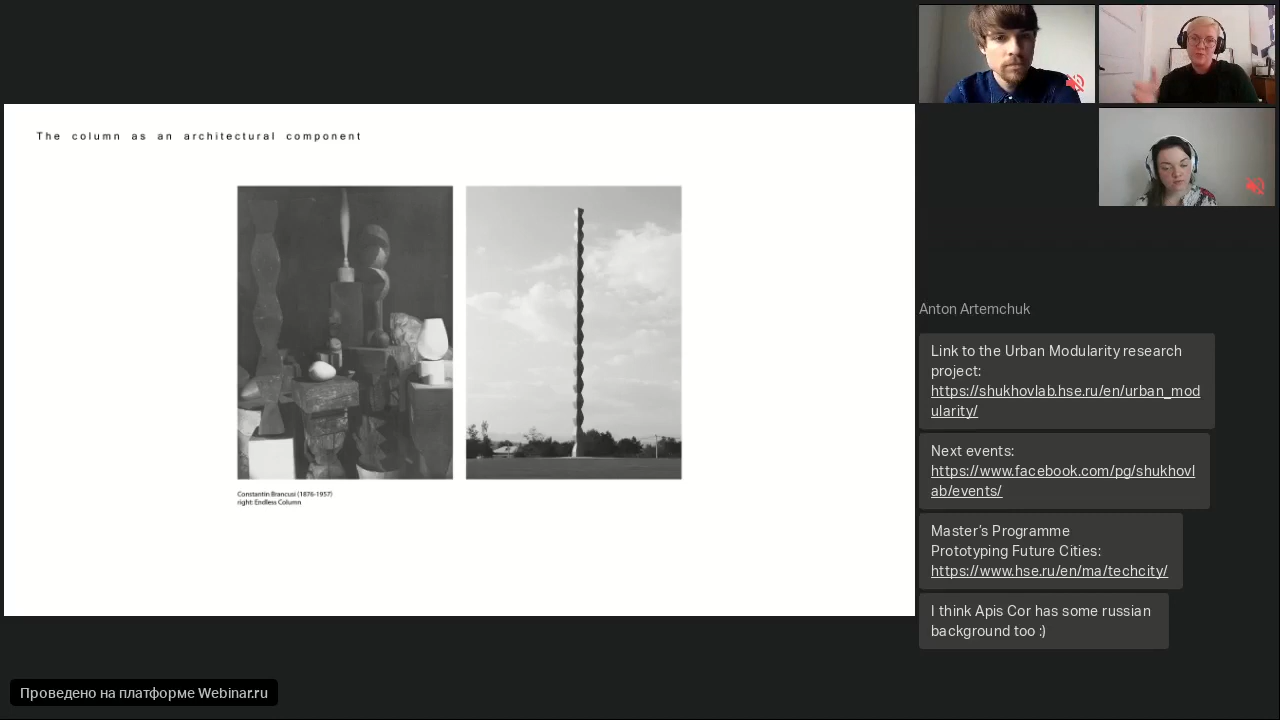 The column as an architectural component
Constantin Brancusi (1876-1957)
right: Endless Column
Anton Artemchuk
Link to the Urban Modularity research
project:
https://shukhovlab.hse.ru/en/urban_mod
ularity/
Next events:
https://www.facebook.com/pg/shukhovl
ab/events/
Master's Programme
Prototyping Future Cities:
https://www.hse.ru/en/ma/techcity/
I think Apis Cor has some russian
background too :)
Проведено на платформе Webinar.ru